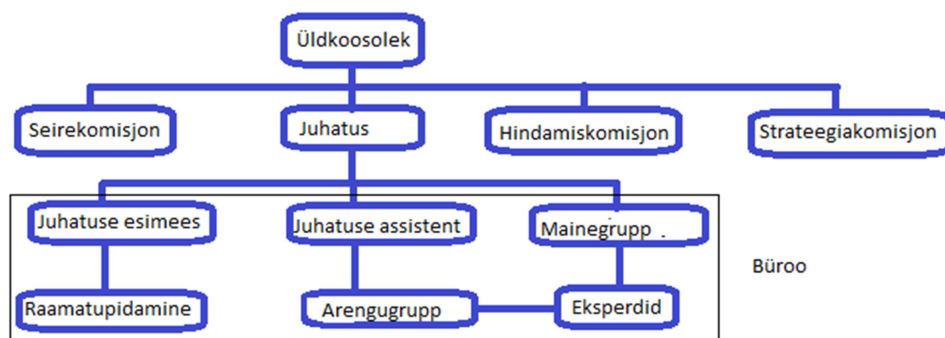 Üldkoosolek
Seirekomisjon
Juhatus
Hindamiskomisjon
Strateegiakomisjon
Juhatuse esimees
Juhatuse assistent
Mainegrupp .
Büroo
Raamatupidamine
Arengugrupp
Eksperdid